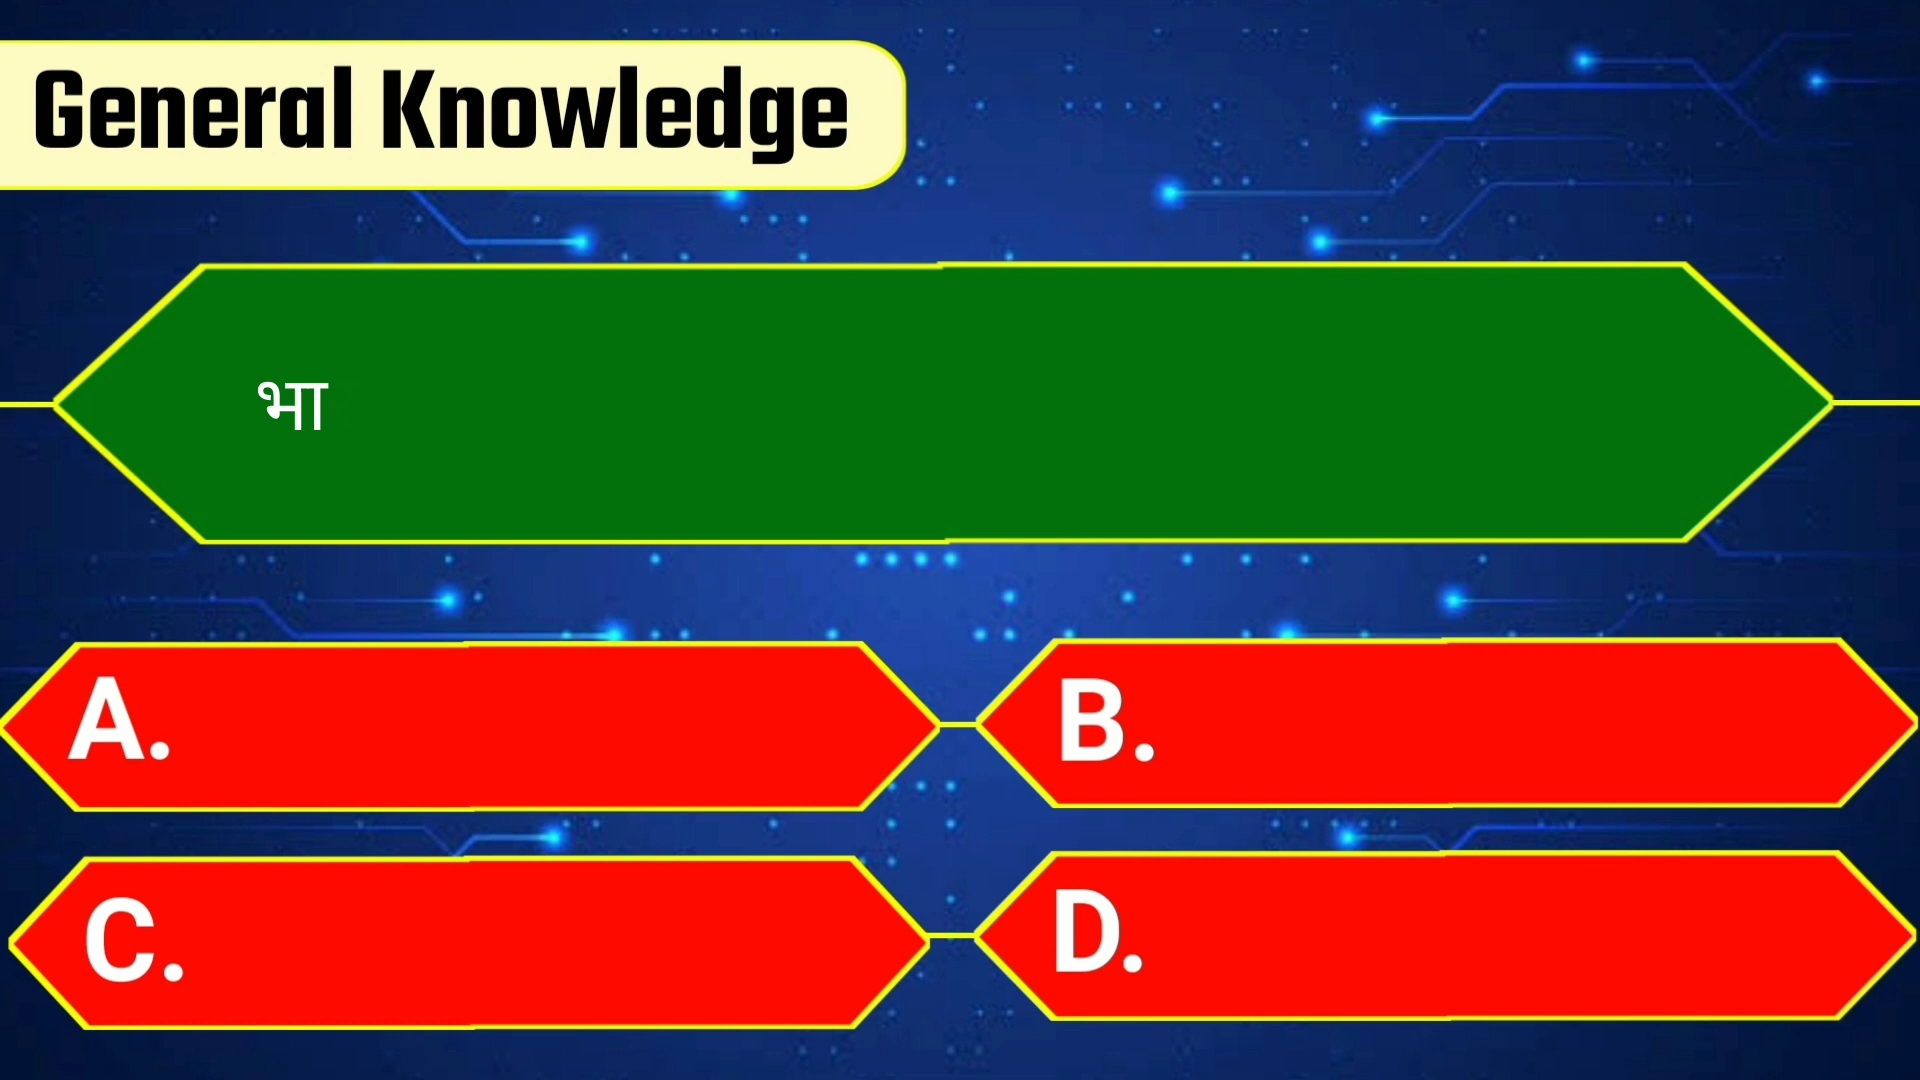 General Knowledge
भा
A.
B.
C.
D.